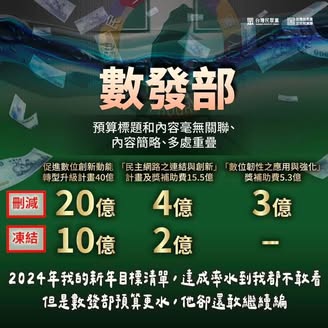 台灣民眾黨
數發部
預算標題和內容毫無關聯、
內容簡略、多處重疊
促進數位創新動能
轉型升級計畫40億
「民主網路之連結與創新」
計畫及獎補助費15.5億
「數位韌性之應用與強化」
獎補助費5.3億
刪減 20億 4億 3億
凍結 10億 2億 –
2024年我的新年目標清單，達成率水到我都不敢看
但是數發部預算更水，他卻還敢繼續編